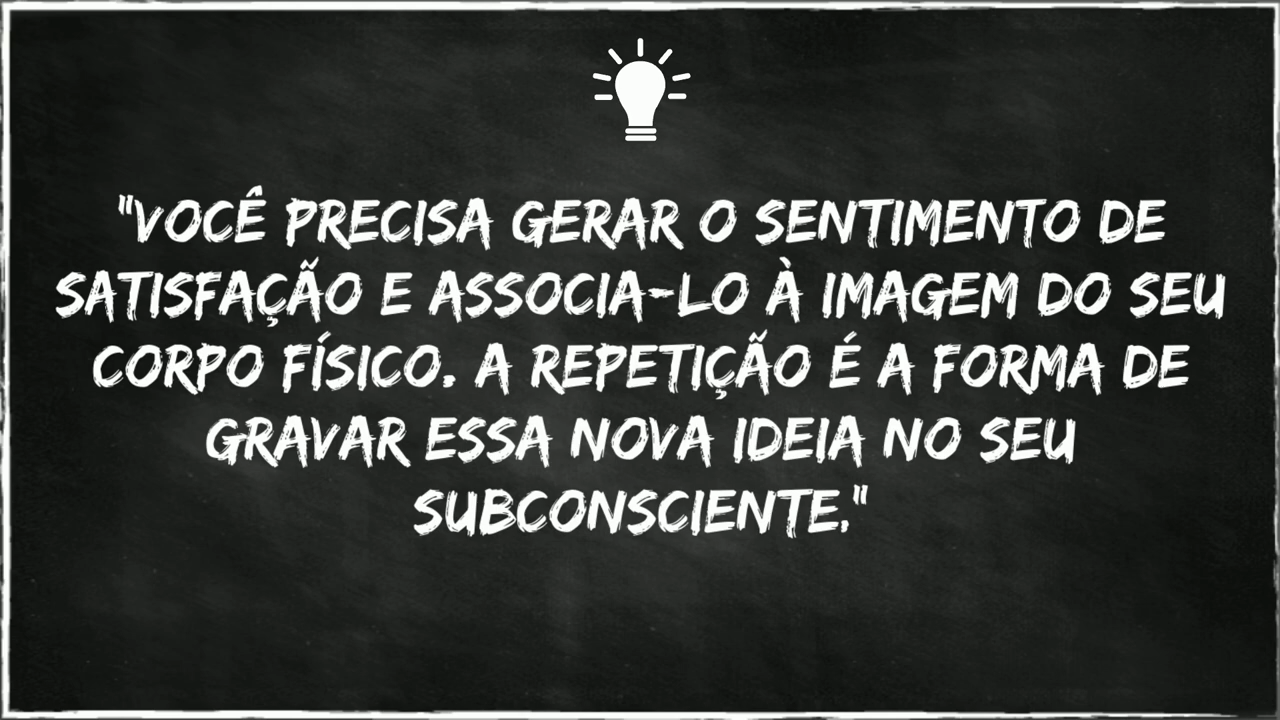 "VOCÊ PRECISA GERAR O SENTIMENTO DE
SATISFAÇÃO E ASSOCIA-LO À IMAGEM DO SEU
CORPO FÍSICO. A REPETIÇÃO É A FORMA DE
GRAVAR ESSA NOVA IDEIA NO SEU
SUBCONSCIENTE."